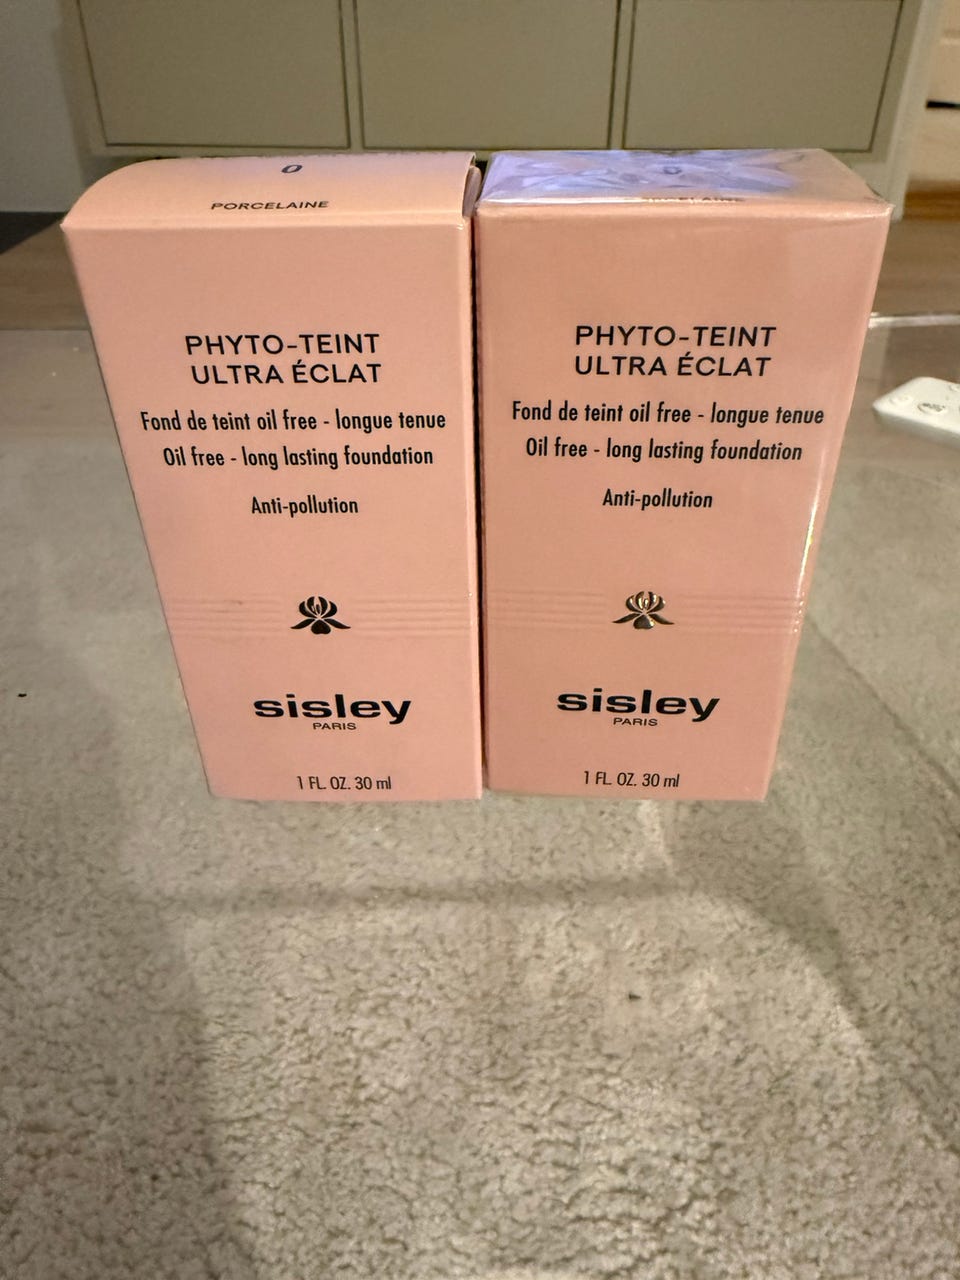 0
PORCELAINE
PHYTO-TEINT
ULTRA ÉCLAT
Fond de teint oil free - longue tenue
Oil free - long lasting foundation
Anti-pollution
sisley
PARIS
1 FL. OZ. 30 ml
0
PHYTO-TEINT
ULTRA ÉCLAT
Fond de teint oil free - longue tenue
Oil free - long lasting foundation
Anti-pollution
sisley
PARIS
1 FL. OZ. 30 ml